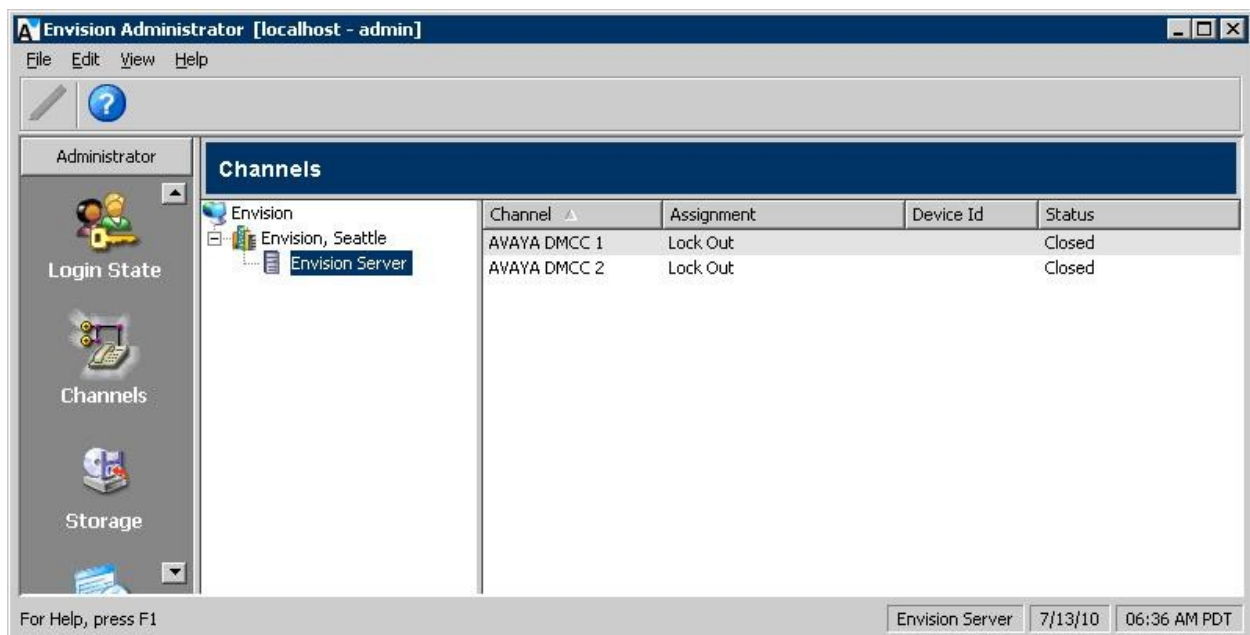 Envision Administrator [localhost - admin]
File Edit View Help
Administrator
Login State
Channels
Storage
Channels
Envision
Envision, Seattle
Envision Server
Channel Assignment Device Id Status
AVAYA DMCC 1 Lock Out Closed
AVAYA DMCC 2 Lock Out Closed
For Help, press F1 Envision Server 7/13/10 06:36 AM PDT